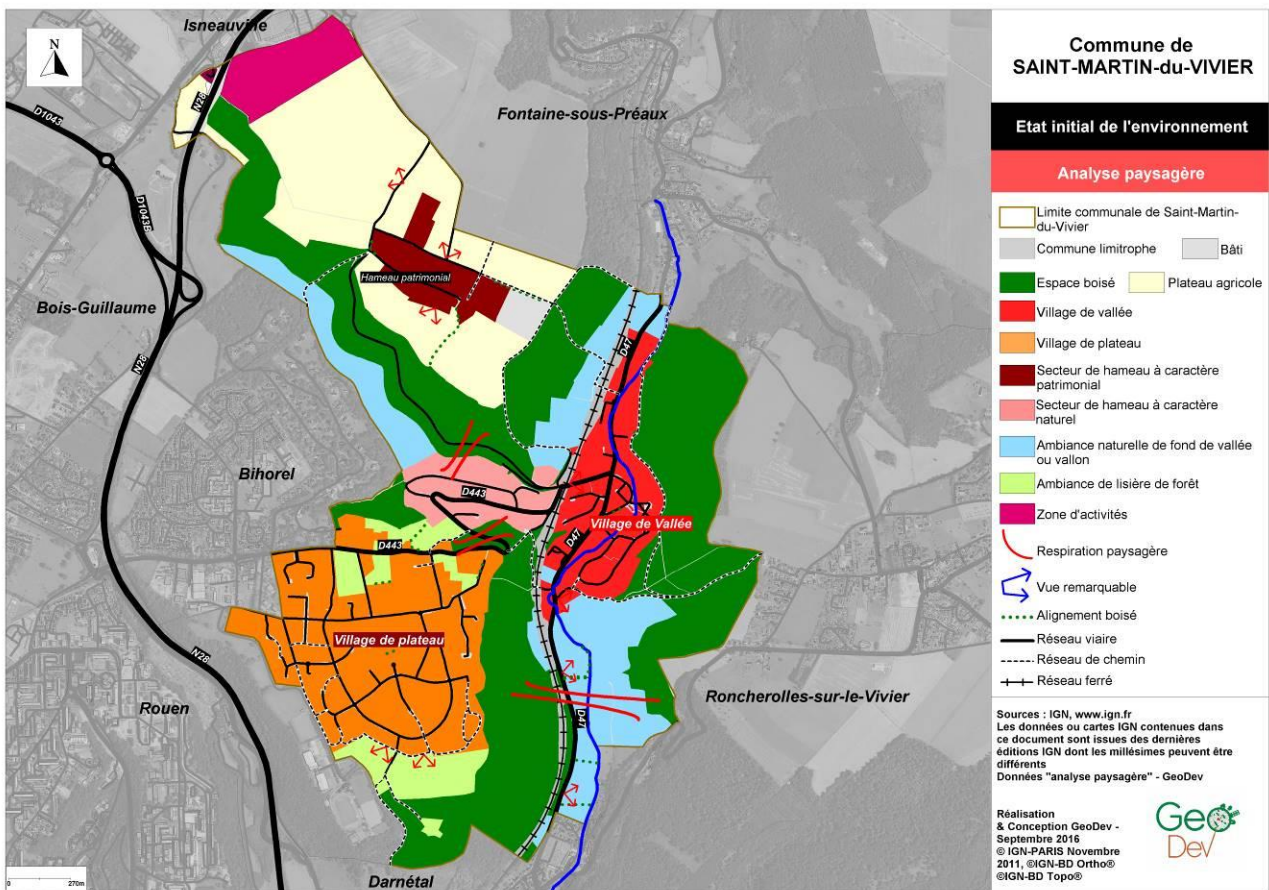 Isneauville
N
N28
D1043
Fontaine-sous-Préaux
D1043B
Hameau patrimonial
Bois-Guillaume
D47
N28
Bihorel
D443
Village de Vallée
D47
D443
Village de plateau
N28
Rouen
Roncherolles-sur-le-Vivier
D47
Darnétal
0 270m
Commune de
SAINT-MARTIN-du-VIVIER
Etat initial de l'environnement
Analyse paysagère
Limite communale de Saint-Martin-
du-Vivier
Commune limitrophe Bâti
Espace boisé Plateau agricole
Village de vallée
Village de plateau
Secteur de hameau à caractère
patrimonial
Secteur de hameau à caractère
naturel
Ambiance naturelle de fond de vallée
ou vallon
Ambiance de lisière de forêt
Zone d'activités
Respiration paysagère
Vue remarquable
Alignement boisé
Réseau viaire
Réseau de chemin
Réseau ferré
Sources : IGN, www.ign.fr
Les données ou cartes IGN contenues dans
ce document sont issues des dernières
éditions IGN dont les millésimes peuvent être
différents
Données "analyse paysagère" - GeoDev
Réalisation
& Conception GeoDev -
Septembre 2016
© IGN-PARIS Novembre
2011, ©IGN-BD Ortho®
©IGN-BD Topo®
Geo
Dev